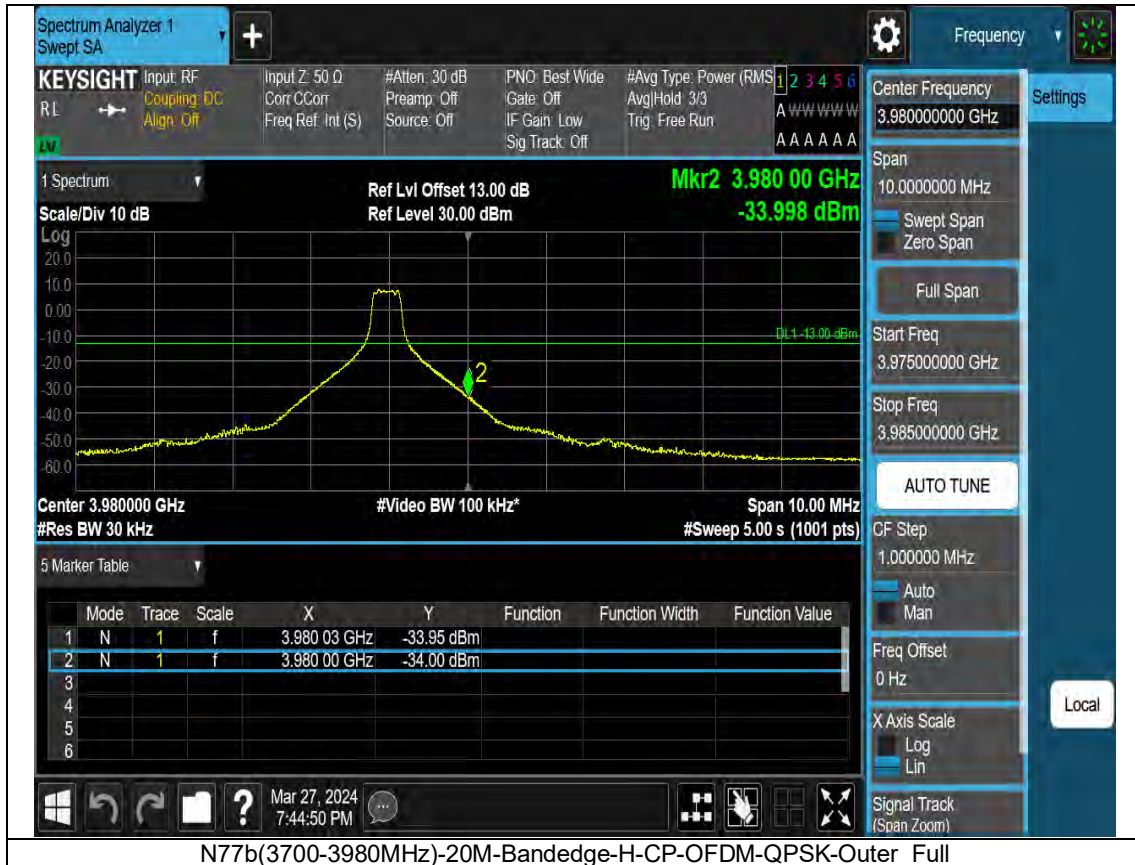 Spectrum Analyzer 1
Swept SA
+
Frequency
KEYSIGHT Input: RF Input Z: 50 Ω #Atten: 30 dB PNO: Best Wide #Avg Type: Power (RMS 1 2 3 4 5 6
RL Coupling: DC Corr CCorr Preamp: Off Gate: Off Avg|Hold: 3/3 A W W W W W
Align: Off Freq Ref: Int (S) Source: Off IF Gain: Low Trig: Free Run
Sig Track: Off A A A A A A
Center Frequency
3.980000000 GHz
Settings
Span
10.0000000 MHz
Swept Span
Zero Span
Full Span
Start Freq
3.975000000 GHz
Stop Freq
3.985000000 GHz
AUTO TUNE
CF Step
1.000000 MHz
Auto
Man
Freq Offset
0 Hz
X Axis Scale
Log
Lin
Signal Track
(Span Zoom)
Local
1 Spectrum
Scale/Div 10 dB
Ref Lvl Offset 13.00 dB
Ref Level 30.00 dBm
Mkr2 3.980 00 GHz
-33.998 dBm
Log
20.0
10.0
0.00
-10.0
-20.0
-30.0
-40.0
-50.0
-60.0
DL1 -13.00 dBm
2
Center 3.980000 GHz #Video BW 100 kHz* Span 10.00 MHz
#Res BW 30 kHz #Sweep 5.00 s (1001 pts)
5 Marker Table
Mode Trace Scale X Y Function Function Width Function Value
1 N 1 f 3.980 03 GHz -33.95 dBm
2 N 1 f 3.980 00 GHz -34.00 dBm
3
4
5
6
?
Mar 27, 2024
7:44:50 PM
N77b(3700-3980MHz)-20M-Bandedge-H-CP-OFDM-QPSK-Outer_Full